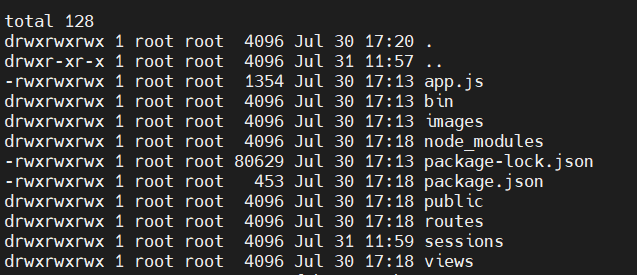 total 128
drwxrwxrwx 1 root root  4096 Jul 30 17:20 .
drwxr-xr-x 1 root root  4096 Jul 31 11:57 ..
-rwxrwxrwx 1 root root  1354 Jul 30 17:13 app.js
drwxrwxrwx 1 root root  4096 Jul 30 17:13 bin
drwxrwxrwx 1 root root  4096 Jul 30 17:13 images
drwxrwxrwx 1 root root  4096 Jul 30 17:18 node_modules
-rwxrwxrwx 1 root root 80629 Jul 30 17:13 package-lock.json
-rwxrwxrwx 1 root root   453 Jul 30 17:18 package.json
drwxrwxrwx 1 root root  4096 Jul 30 17:18 public
drwxrwxrwx 1 root root  4096 Jul 30 17:18 routes
drwxrwxrwx 1 root root  4096 Jul 31 11:59 sessions
drwxrwxrwx 1 root root  4096 Jul 30 17:18 views